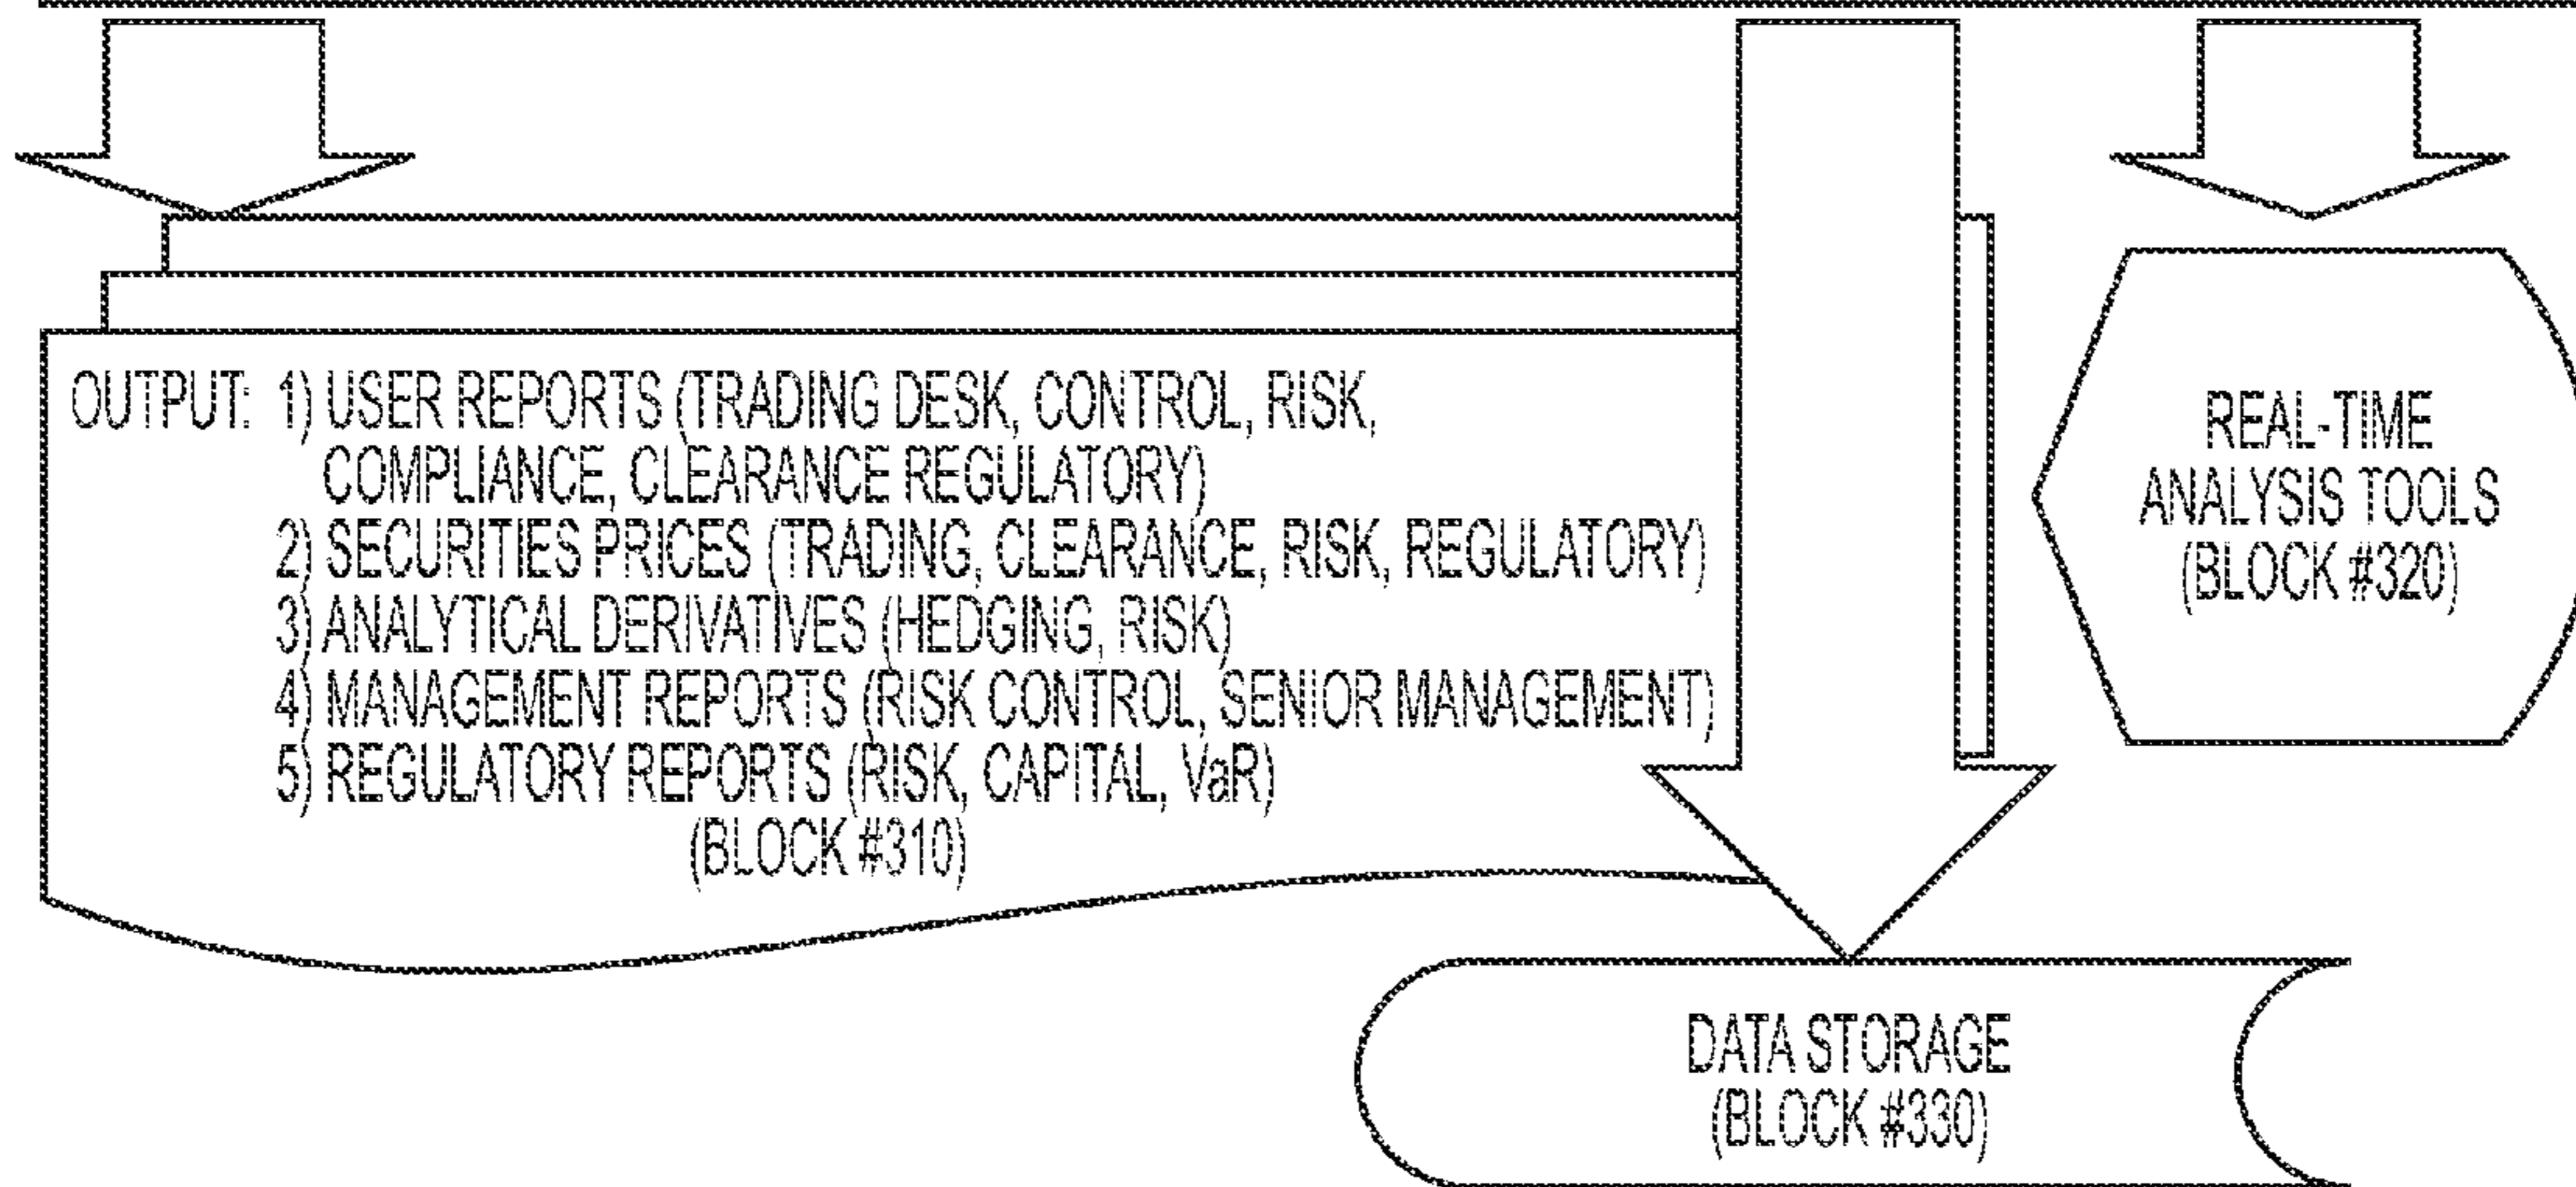 OUTPUT: 1) USER REPORTS (TRADING DESK, CONTROL, RISK,
COMPLIANCE, CLEARANCE REGULATORY)
2) SECURITIES PRICES (TRADING, CLEARANCE, RISK, REGULATORY)
3) ANALYTICAL DERIVATIVES (HEDGING, RISK)
4) MANAGEMENT REPORTS (RISK CONTROL, SENIOR MANAGEMENT)
5) REGULATORY REPORTS (RISK, CAPITAL, VaR)
(BLOCK #310)
REAL-TIME
ANALYSIS TOOLS
(BLOCK #320)
DATA STORAGE
(BLOCK #330)